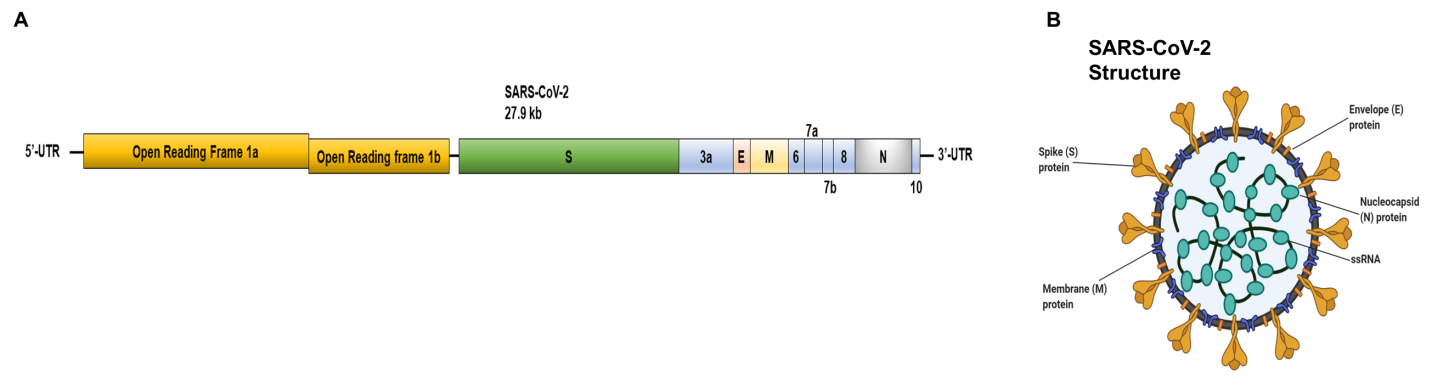 A
SARS-CoV-2
27.9 kb
5'-UTR
Open Reading Frame 1a
Open Reading frame 1b
S
3a
E
M
6
7a
7b
8
N
10
3'-UTR
B
SARS-CoV-2
Structure
Envelope (E)
protein
Spike (S)
protein
Nucleocapsid
(N) protein
ssRNA
Membrane (M)
protein